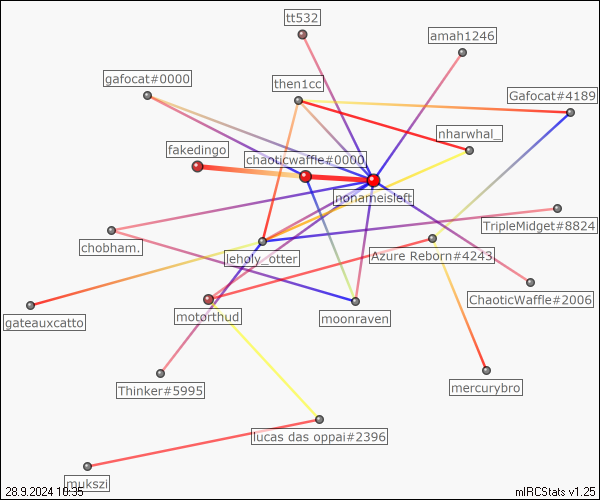 tt532
amah1246
gafocat#0000
then1cc
Gafocat#4189
nharwhal_
fakedingo
chaoticwaffle#0000
nonameisleft
TripleMidget#8824
chobham.
leholy_otter
Azure Reborn#4243
ChaoticWaffle#2006
gateauxcatto
motorthud
moonraven
Thinker#5995
mercurybro
lucas das oppai#2396
mukszi
28.9.2024 10:35
mIRCStats v1.25